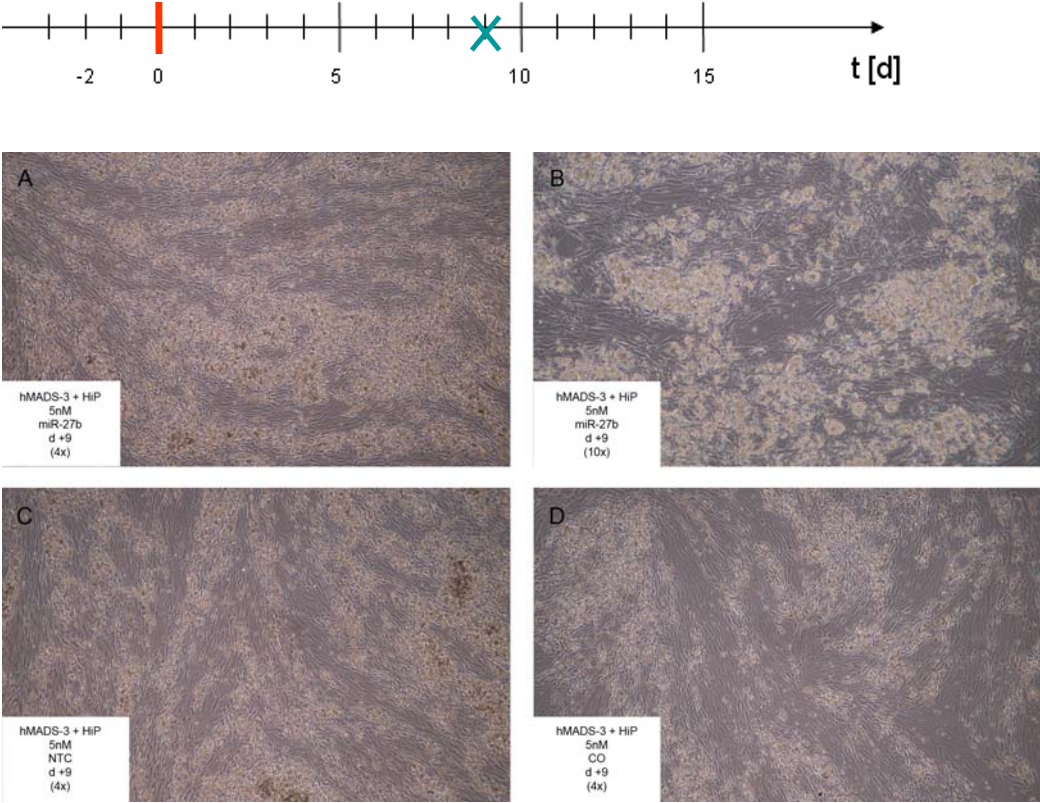 -2 0 5 10 15 t [d]
A
B
hMADS-3 + HiP
5nM
miR-27b
d +9
(4x)
hMADS-3 + HiP
5nM
miR-27b
d +9
(10x)
C
D
hMADS-3 + HiP
5nM
NTC
d +9
(4x)
hMADS-3 + HiP
5nM
CO
d +9
(4x)